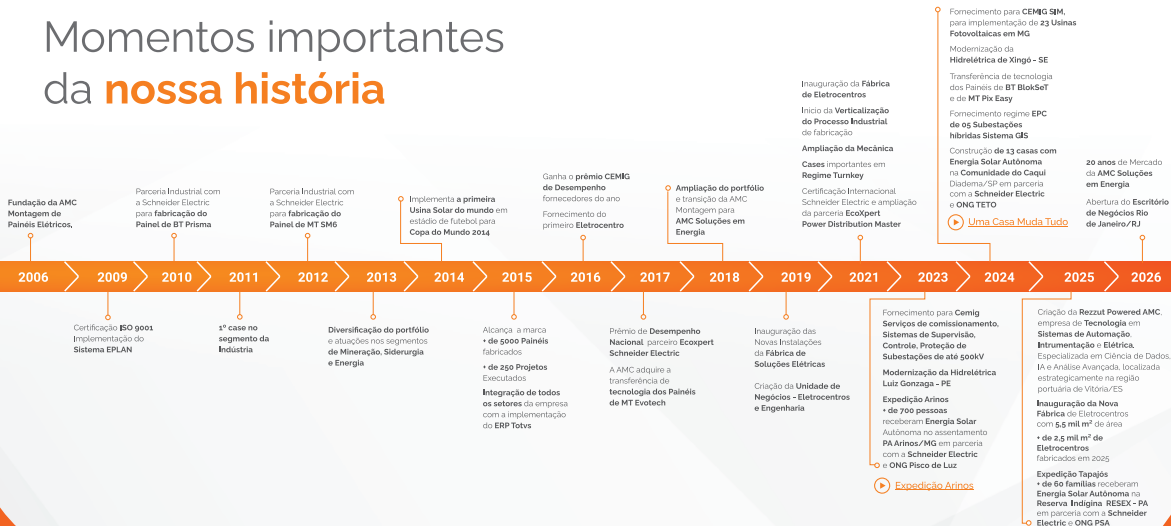 Momentos importantes
da nossa história
Fundação da AMC
Montagem de
Painéis Elétricos,
Parceria Industrial com
a Schneider Electric
para fabricação do
Painel de BT Prisma
Parceria Industrial com
a Schneider Electric
para fabricação do
Painel de MT SM6
Implementa a primeira
Usina Solar do mundo em
estádio de futebol para
Copa do Mundo 2014
Ganha o prêmio CEMIG
de Desempenho
fornecedores do ano
Fornecimento do
primeiro Eletrocentro
Ampliação do portfólio
e transição da AMC
Montagem para
AMC Soluções em
Energia
Inauguração da Fábrica
de Eletrocentros
Início da Verticalização
do Processo Industrial
de fabricação
Ampliação da Mecânica
Cases importantes em
Regime Turnkey
Certificação Internacional
Schneider Electric e ampliação
da parceria EcoXpert
Power Distribution Master
Fornecimento para CEMIG SIM,
para implementação de 23 Usinas
Fotovoltaicas em MG
Modernização da
Hidrelétrica de Xingó - SE
Transferência de tecnologia
dos Painéis de BT BlokSeT
e de MT Pix Easy
Fornecimento regime EPC
de 05 Subestações
híbridas Sistema GIS
Construção de 13 casas com
Energia Solar Autônoma
na Comunidade do Caqui
Diadema/SP em parceria
com a Schneider Electric
e ONG TETO
Uma Casa Muda Tudo
20 anos de Mercado
da AMC Soluções
em Energia
Abertura do Escritório
de Negócios Rio
de Janeiro/RJ
2006 2009 2010 2011 2012 2013 2014 2015 2016 2017 2018 2019 2021 2023 2024 2025 2026
Certificação ISO 9001
Implementação do
Sistema EPLAN
1º case no
segmento da
Indústria
Diversificação do portfólio
e atuações nos segmentos
de Mineração, Siderurgia
e Energia
Alcança a marca
+ de 5000 Painéis
fabricados
+ de 250 Projetos
Executados
Integração de todos
os setores da empresa
com a implementação
do ERP Totvs
Prêmio de Desempenho
Nacional parceiro Ecoxpert
Schneider Electric
A AMC adquire a
transferência de
tecnologia dos Painéis
de MT Evotech
Inauguração das
Novas Instalações
da Fábrica de
Soluções Elétricas
Criação da Unidade de
Negócios - Eletrocentros
e Engenharia
Fornecimento para Cemig
Serviços de comissionamento,
Sistemas de Supervisão,
Controle, Proteção de
Subestações de até 500kV
Modernização da Hidrelétrica
Luiz Gonzaga - PE
Expedição Arinos
+ de 700 pessoas
receberam Energia Solar
Autônoma no assentamento
PA Arinos/MG em parceria
com a Schneider Electric
e ONG Pisco de Luz
Expedição Arinos
Criação da Rezzut Powered AMC,
empresa de Tecnologia em
Sistemas de Automação,
Intrumentação e Elétrica.
Especializada em Ciência de Dados,
IA e Análise Avançada, localizada
estrategicamente na região
portuária de Vitória/ES
Inauguração da Nova
Fábrica de Eletrocentros
com 5,5 mil m² de área
+ de 2,5 mil m² de
Eletrocentros
fabricados em 2025
Expedição Tapajós
+ de 60 famílias receberam
Energia Solar Autônoma na
Reserva Indígina RESEX - PA
em parceria com a Schneider
Electric e ONG PSA